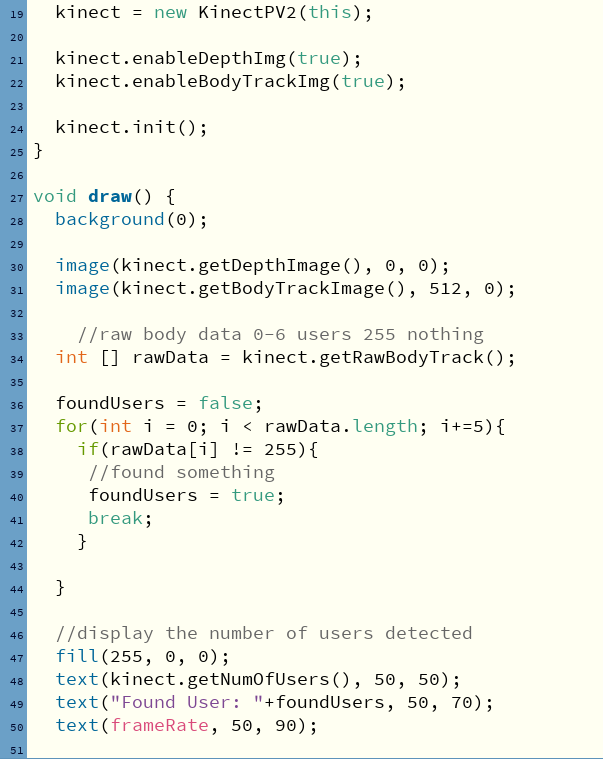 19 kinect = new KinectPV2(this);
20
21 kinect.enableDepthImg(true);
22 kinect.enableBodyTrackImg(true);
23
24 kinect.init();
25 }
26
27 void draw() {
28 background(0);
29
30 image(kinect.getDepthImage(), 0, 0);
31 image(kinect.getBodyTrackImage(), 512, 0);
32
33 //raw body data 0-6 users 255 nothing
34 int [] rawData = kinect.getRawBodyTrack();
35
36 foundUsers = false;
37 for(int i = 0; i < rawData.length; i+=5){
38 if(rawData[i] != 255){
39 //found something
40 foundUsers = true;
41 break;
42 }
43
44 }
45
46 //display the number of users detected
47 fill(255, 0, 0);
48 text(kinect.getNumOfUsers(), 50, 50);
49 text("Found User: "+foundUsers, 50, 70);
50 text(frameRate, 50, 90);
51